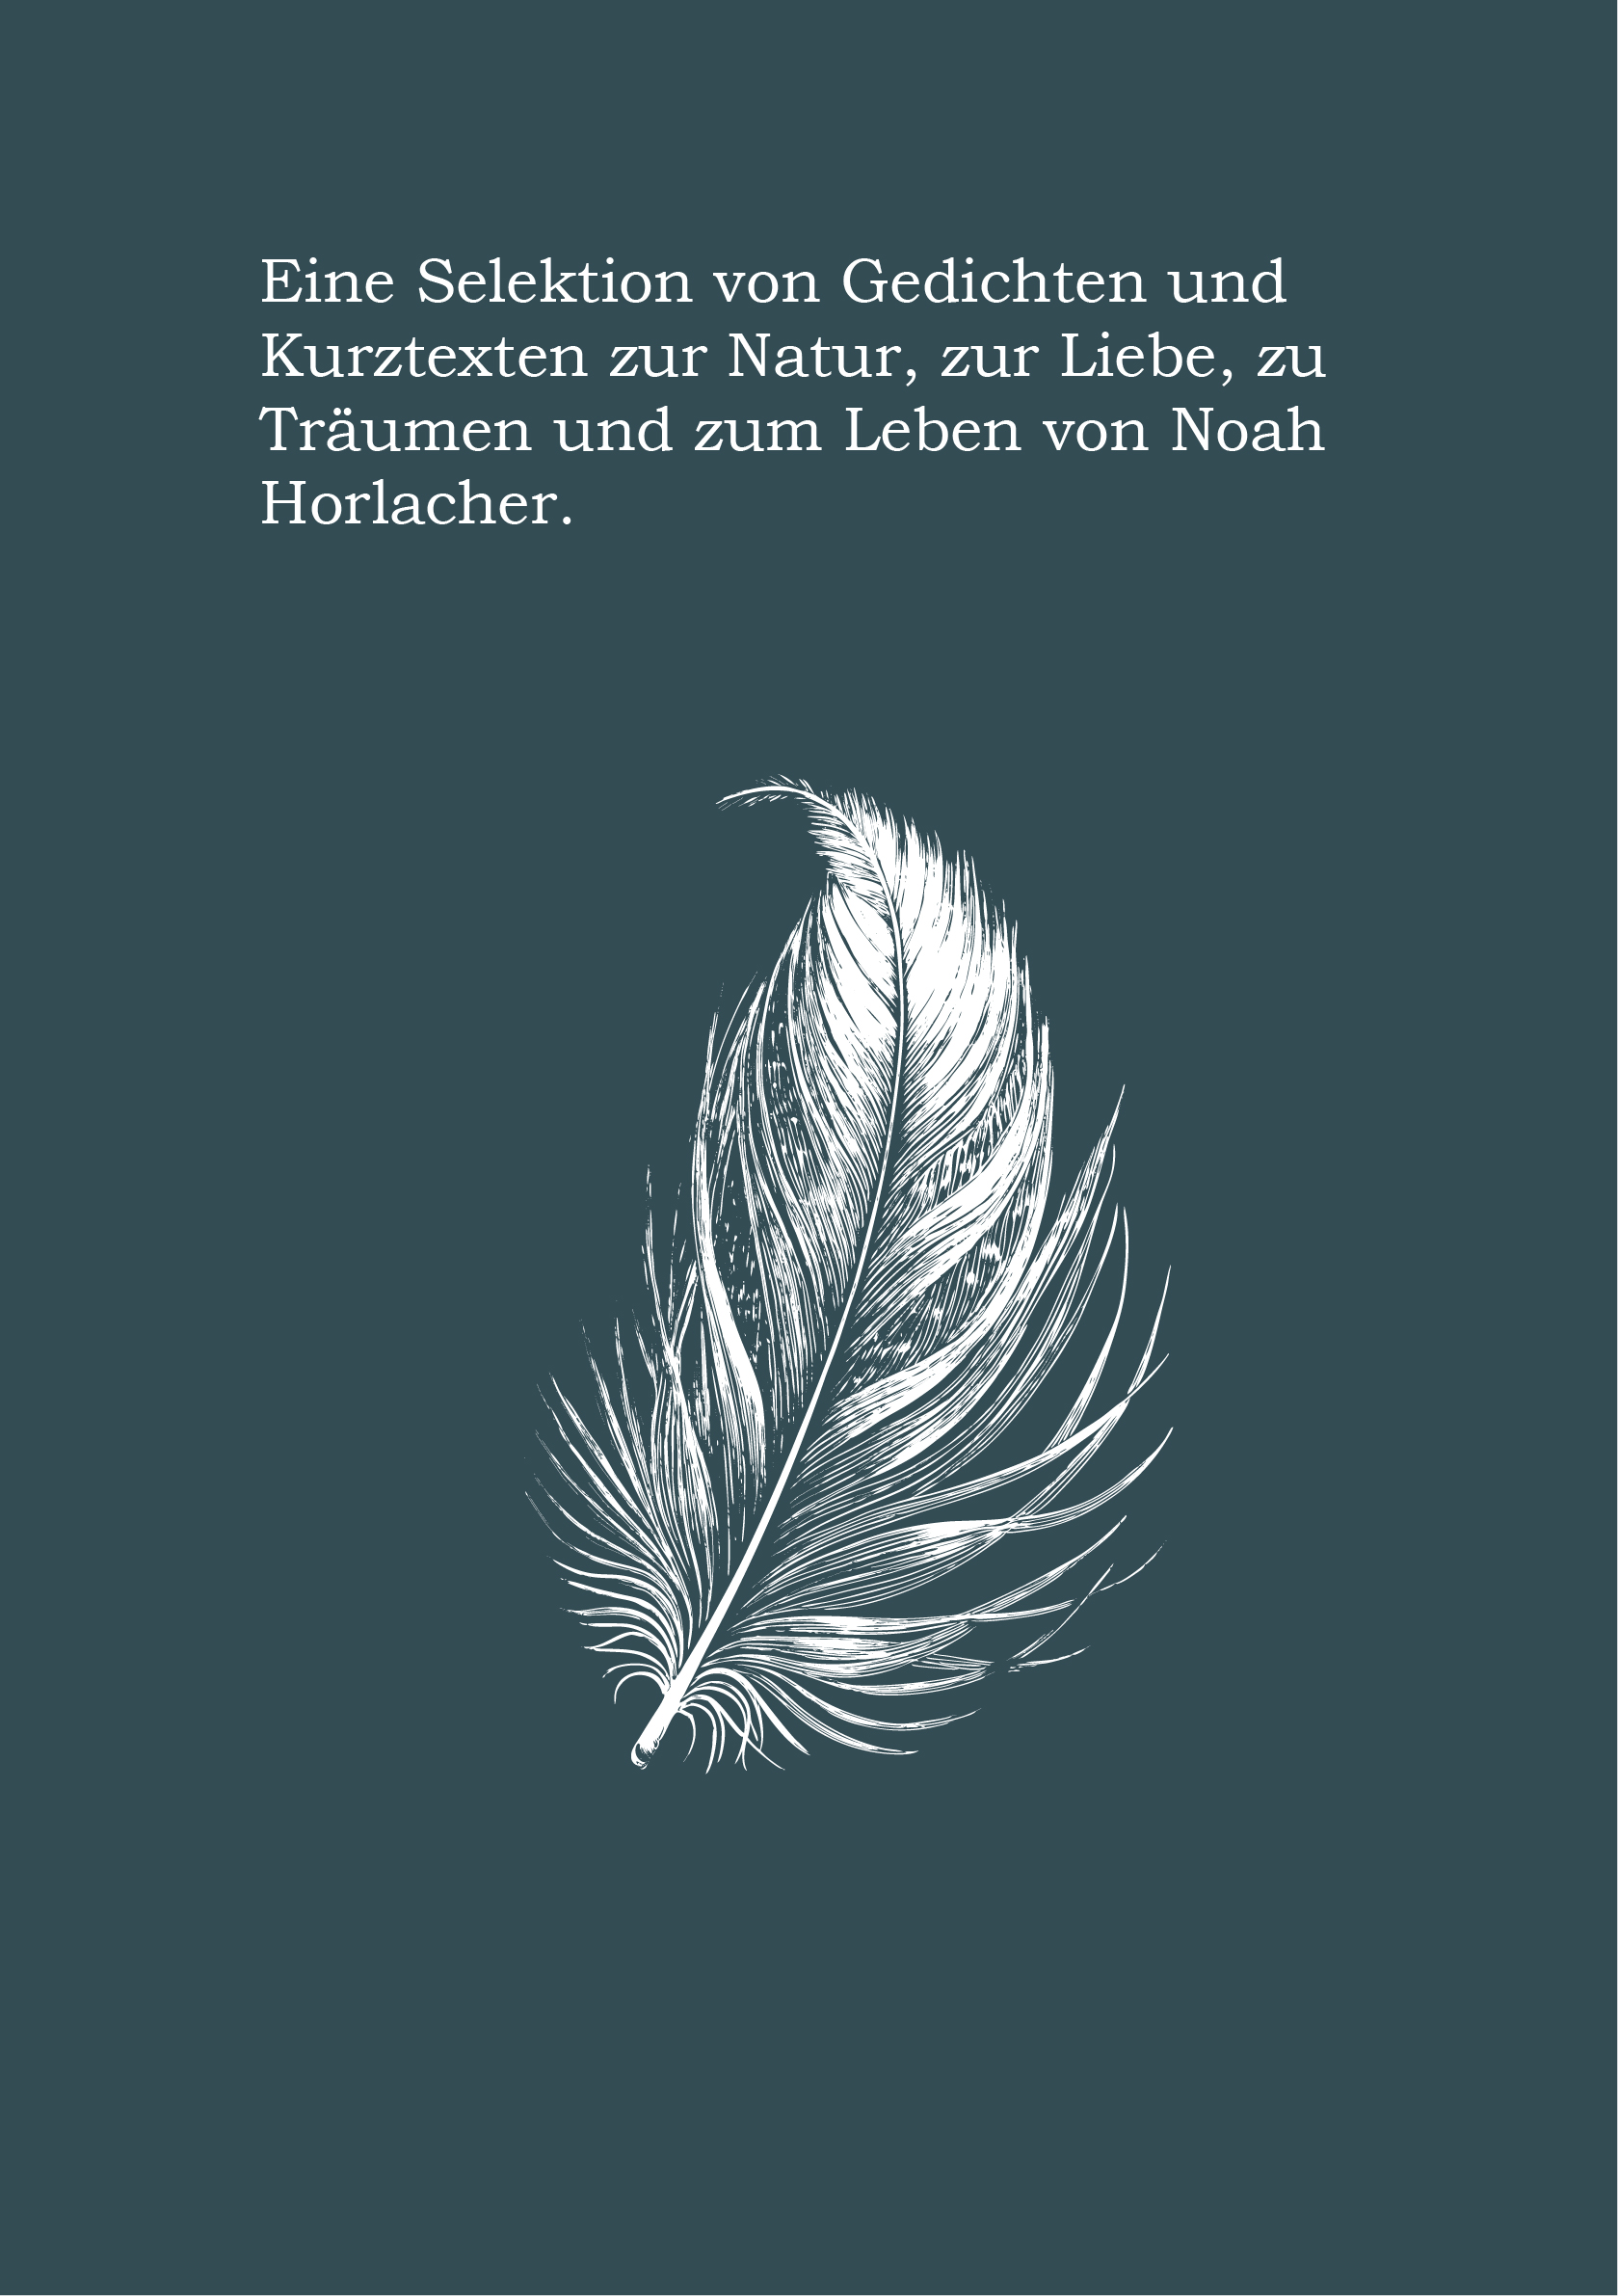 Eine Selektion von Gedichten und
Kurztexten zur Natur, zur Liebe, zu
Träumen und zum Leben von Noah
Horlacher.